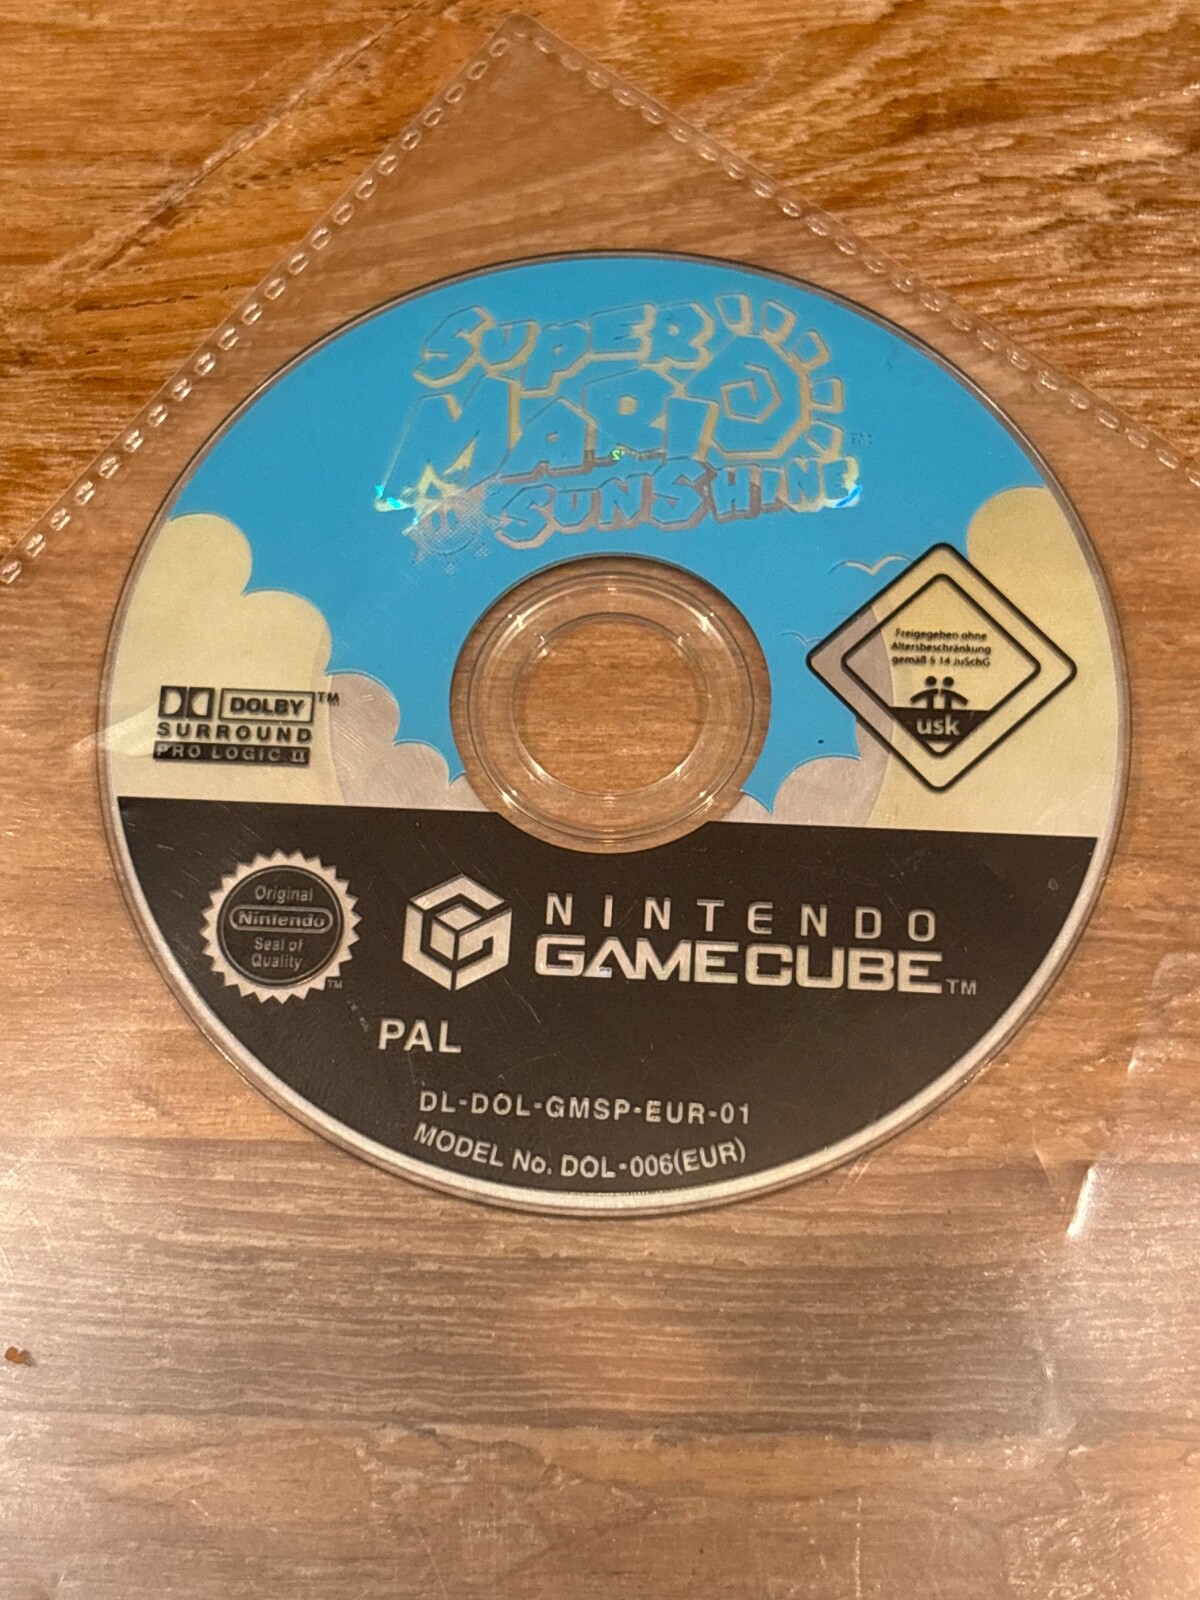 SUPER
MARIO
SUNSHINE
TM
Freigegeben ohne
Altersbeschränkung
gemäß § 14 JuSchG
usk
DOLBY TM
SURROUND
PRO LOGIC II
Original
Nintendo
Seal of
Quality
TM
NINTENDO
GAMECUBE TM
PAL
DL-DOL-GMSP-EUR-01
MODEL No. DOL-006(EUR)